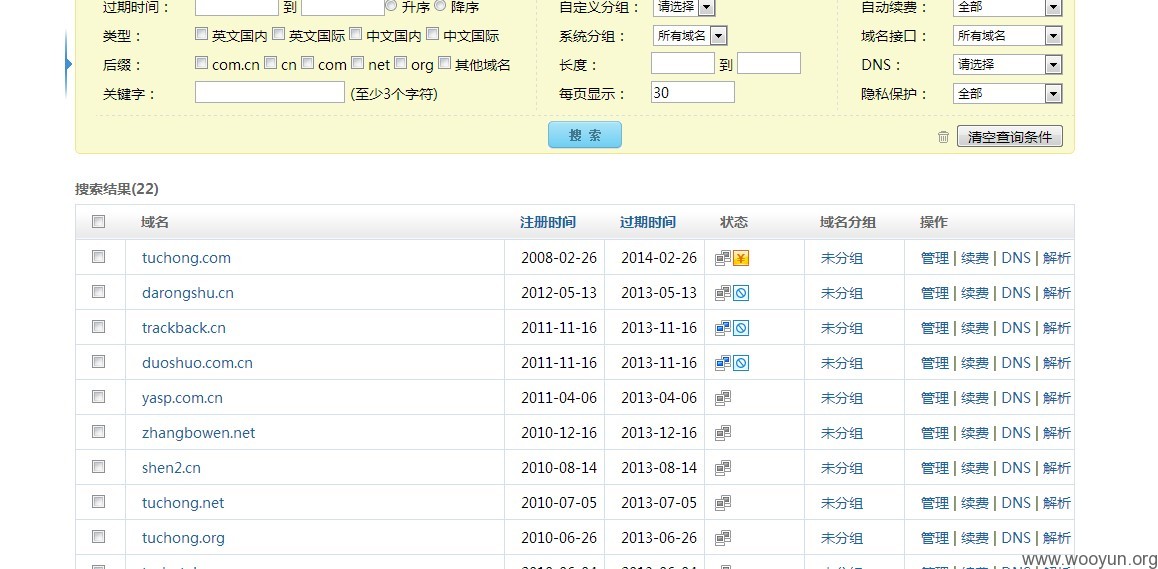 过期时间： 到 升序 降序 自定义分组： 请选择 自动续费： 全部
类型： 英文国内 英文国际 中文国内 中文国际 系统分组： 所有域名 域名接口： 所有域名
后缀： com.cn cn com net org 其他域名 长度： 到 DNS： 请选择
关键字： (至少3个字符) 每页显示： 30 隐私保护： 全部
搜 索 清空查询条件
搜索结果(22)
域名 注册时间 过期时间 状态 域名分组 操作
tuchong.com 2008-02-26 2014-02-26 ¥ 未分组 管理 | 续费 | DNS | 解析
darongshu.cn 2012-05-13 2013-05-13 未分组 管理 | 续费 | DNS | 解析
trackback.cn 2011-11-16 2013-11-16 未分组 管理 | 续费 | DNS | 解析
duoshuo.com.cn 2011-11-16 2013-11-16 未分组 管理 | 续费 | DNS | 解析
yasp.com.cn 2011-04-06 2013-04-06 未分组 管理 | 续费 | DNS | 解析
zhangbowen.net 2010-12-16 2013-12-16 未分组 管理 | 续费 | DNS | 解析
shen2.cn 2010-08-14 2013-08-14 未分组 管理 | 续费 | DNS | 解析
tuchong.net 2010-07-05 2013-07-05 未分组 管理 | 续费 | DNS | 解析
tuchong.org 2010-06-26 2013-06-26 未分组 管理 | 续费 | DNS | 解析
www.wooyun.org